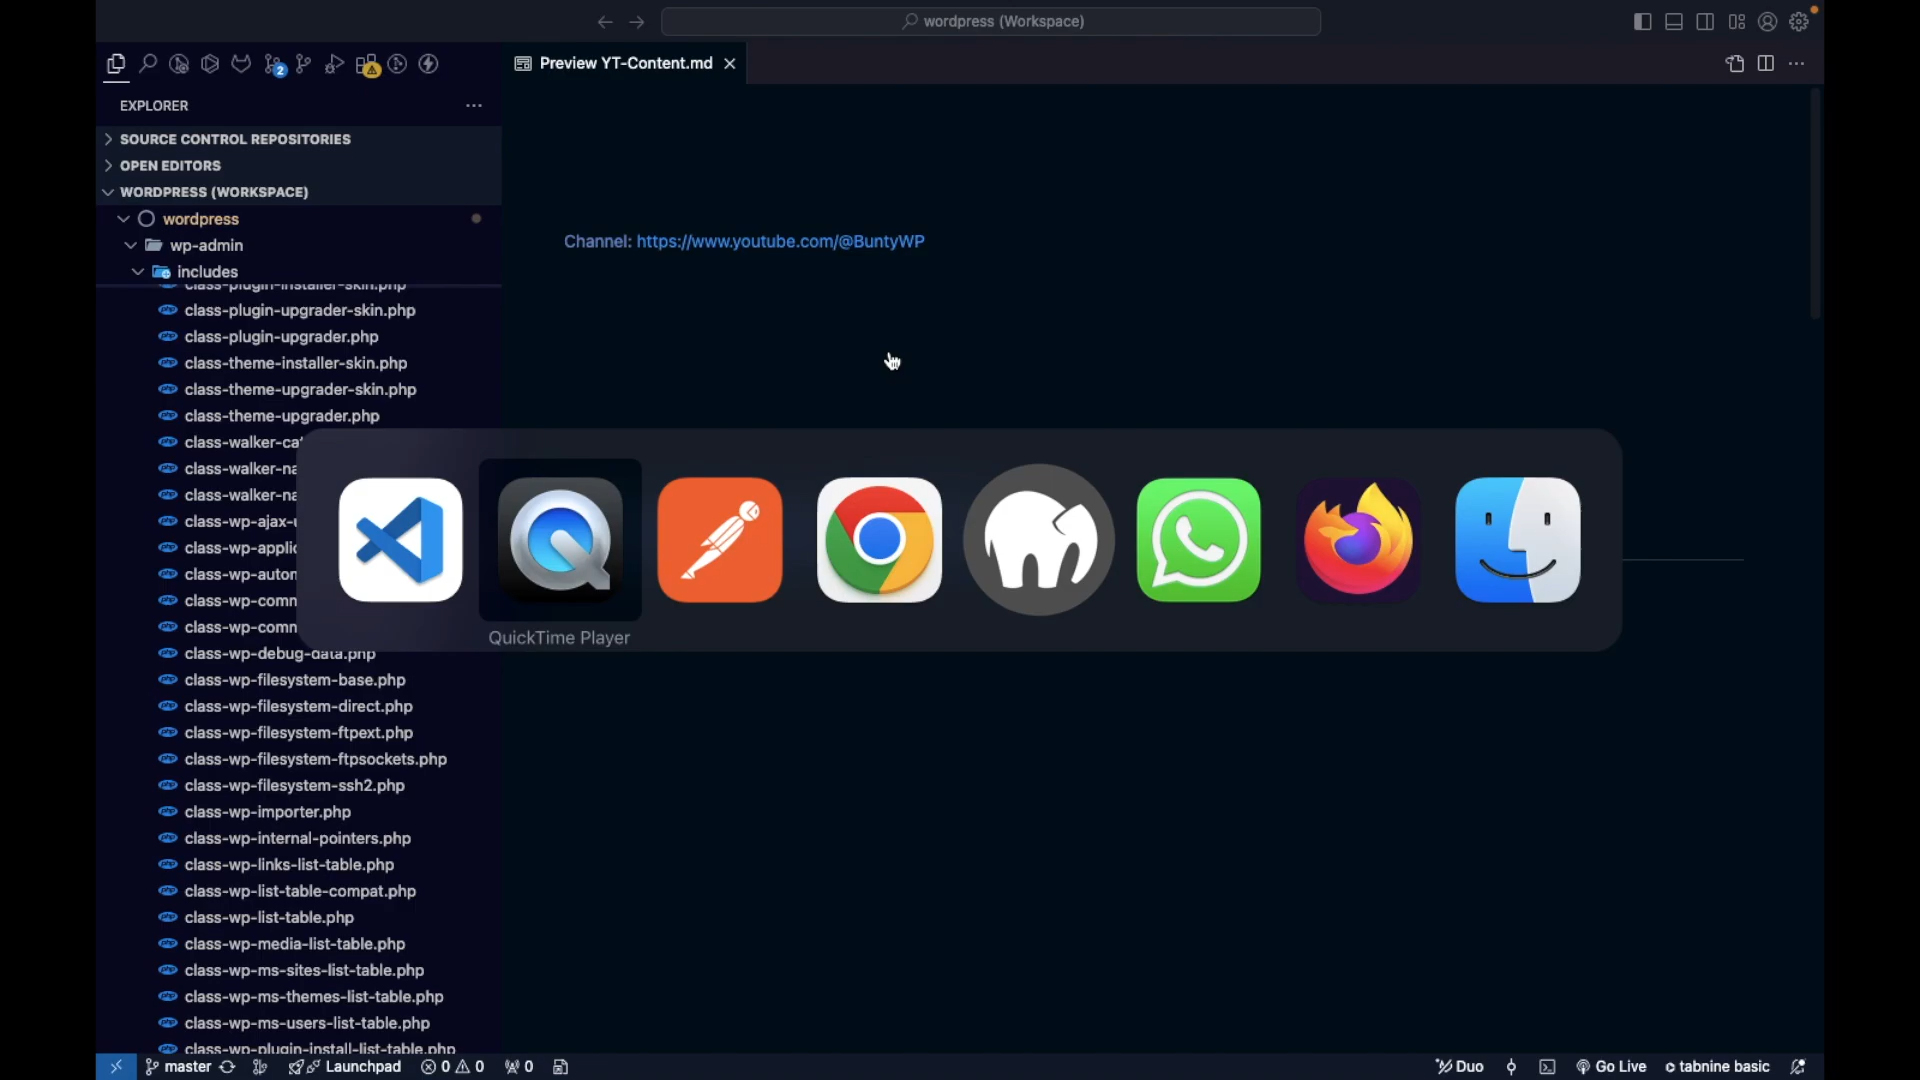 wordpress (Workspace)
Preview YT-Content.md
EXPLORER
SOURCE CONTROL REPOSITORIES
OPEN EDITORS
WORDPRESS (WORKSPACE)
wordpress
wp-admin
includes
class-plugin-installer-skin.php
class-plugin-upgrader-skin.php
class-plugin-upgrader.php
class-theme-installer-skin.php
class-theme-upgrader-skin.php
class-theme-upgrader.php
class-walker-cat
class-walker-na
class-walker-na
class-wp-ajax-u
class-wp-applic
class-wp-auton
class-wp-comm
class-wp-comm
class-wp-debug-data.php
class-wp-filesystem-base.php
class-wp-filesystem-direct.php
class-wp-filesystem-ftpext.php
class-wp-filesystem-ftpsockets.php
class-wp-filesystem-ssh2.php
class-wp-importer.php
class-wp-internal-pointers.php
class-wp-links-list-table.php
class-wp-list-table-compat.php
class-wp-list-table.php
class-wp-media-list-table.php
class-wp-ms-sites-list-table.php
class-wp-ms-themes-list-table.php
class-wp-ms-users-list-table.php
class-wp-plugin-install-list-table.php
Channel: https://www.youtube.com/@BuntyWP
QuickTime Player
2
master
Launchpad
0
0
0
Duo
Go Live
tabnine basic